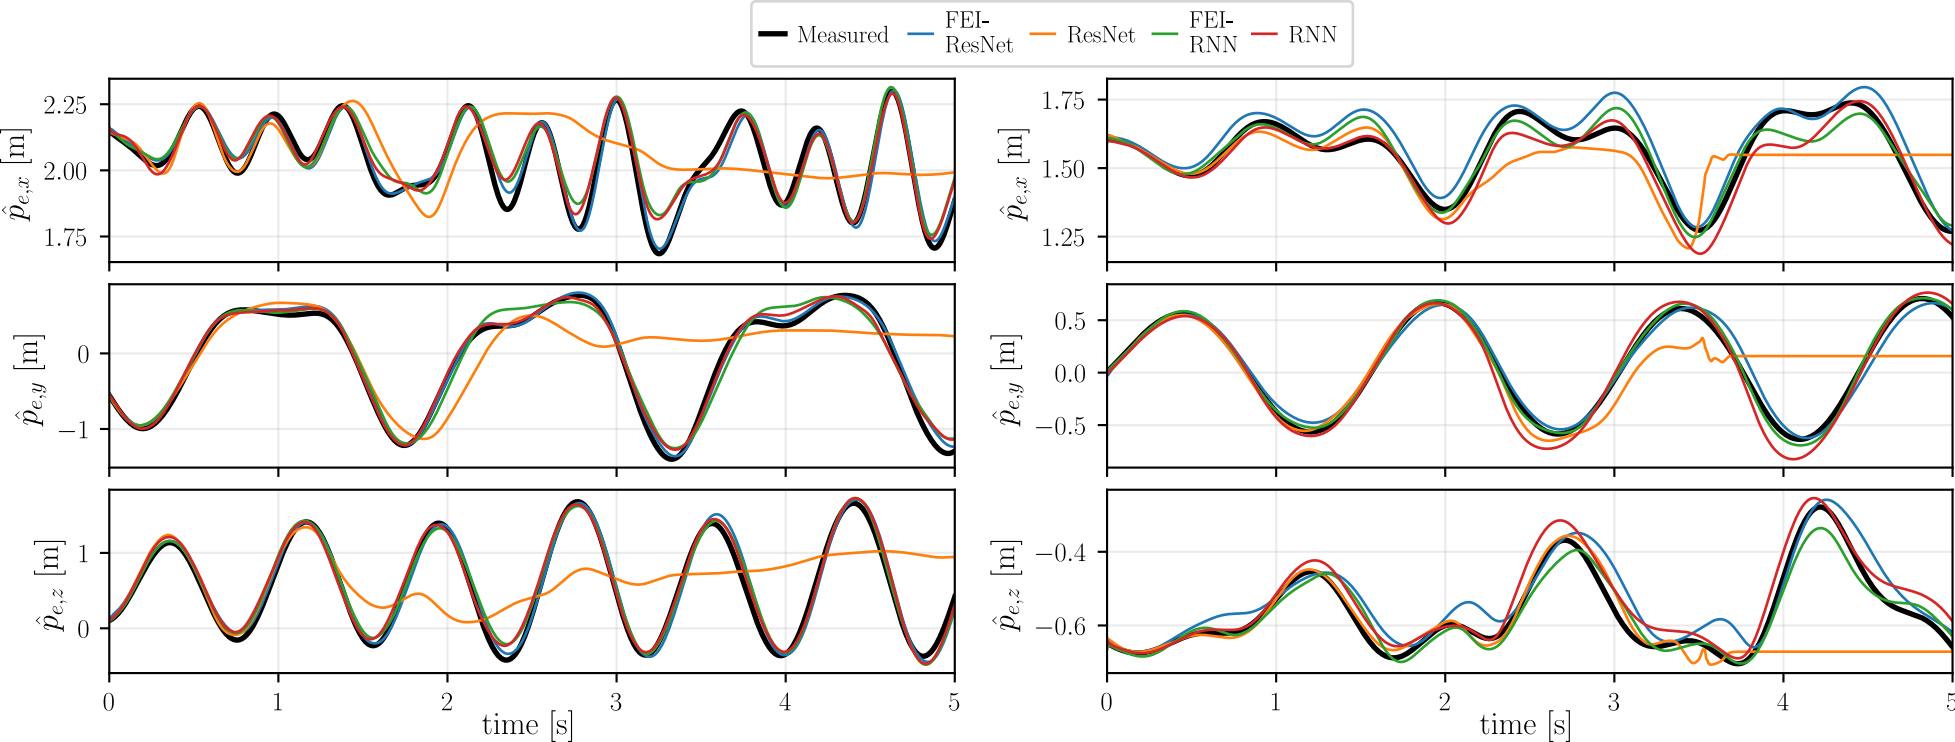 Measured FEI-ResNet ResNet FEI-RNN RNN
p̂e,x [m]
2.25
2.00
1.75
p̂e,x [m]
1.75
1.50
1.25
p̂e,y [m]
0
−1
p̂e,y [m]
0.5
0.0
−0.5
p̂e,z [m]
1
0
p̂e,z [m]
−0.4
−0.6
0 1 2 3 4 5
time [s]
0 1 2 3 4 5
time [s]